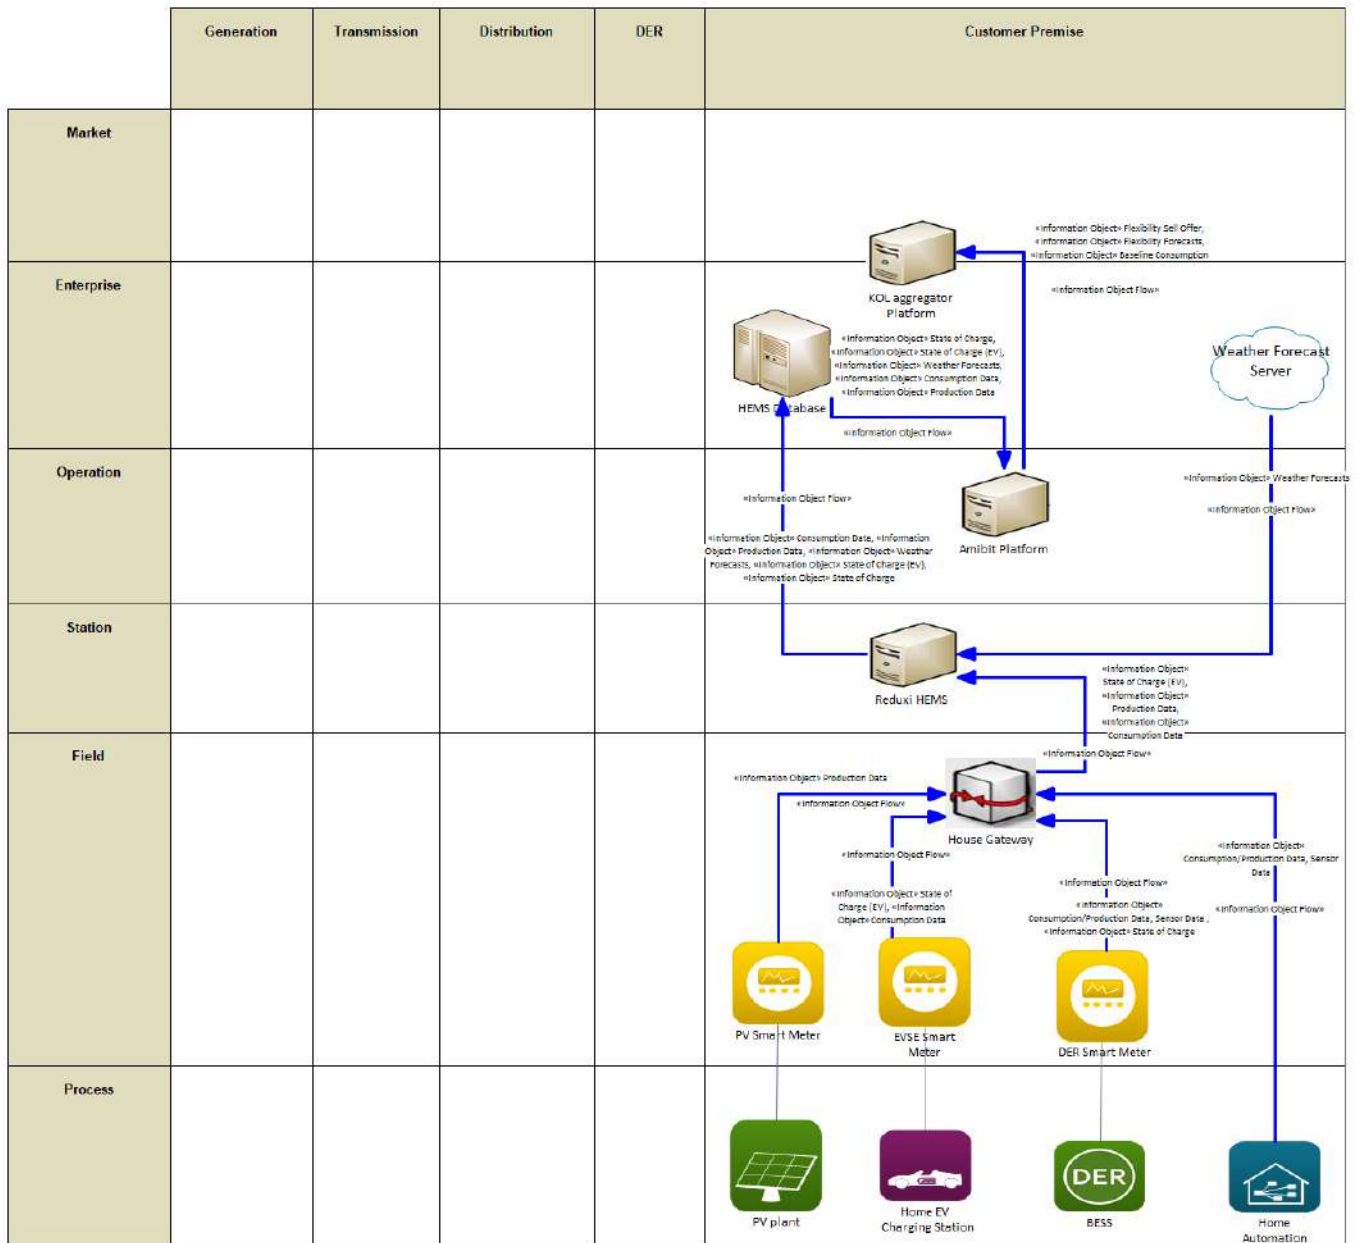 Generation
Transmission
Distribution
DER
Customer Premise
Market
«Information Object» Flexibility Sell Offer,
«Information Object» Flexibility Forecasts,
«Information Object» Baseline Consumption
Enterprise
KOL aggregator
Platform
«Information Object Flow»
«Information Object» State of Charge,
«Information Object» State of Charge (EV),
«Information Object» Weather Forecasts,
«Information Object» Consumption Data,
«Information Object» Production Data
Weather Forecast
Server
HEMS Database
«Information Object Flow»
Operation
«Information Object» Weather Forecasts
«Information Object Flow»
«Information Object Flow»
«Information Object» Consumption Data, «Information
Object» Production Data, «Information Object» Weather
Forecasts, «Information Object» State of Charge (EV),
«Information Object» State of Charge
Amibit Platform
Station
Reduxi HEMS
«Information Object»
State of Charge (EV),
«Information Object»
Production Data,
«Information Object»
Consumption Data
Field
«Information Object Flow»
«Information Object» Production Data
«Information Object Flow»
House Gateway
«Information Object Flow»
«Information Object»
Consumption/Production Data, Sensor
Data
«Information Object Flow»
«Information Object» State of
Charge (EV), «Information
Object» Consumption Data
«Information Object Flow»
«Information Object»
Consumption/Production Data, Sensor Data ,
«Information Object» State of Charge
PV Smart Meter
EVSE Smart
Meter
DER Smart Meter
Process
DER
PV plant
Home EV
Charging Station
BESS
Home
Automation